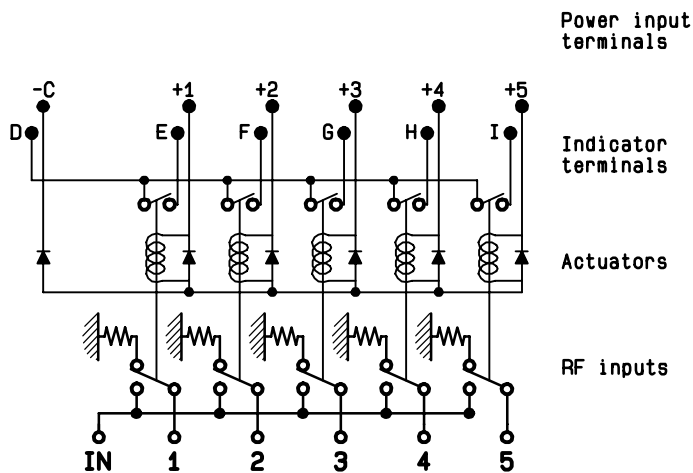 Power input
terminals
-C +1 +2 +3 +4 +5
D E F G H I
Indicator
terminals
Actuators
RF inputs
IN 1 2 3 4 5